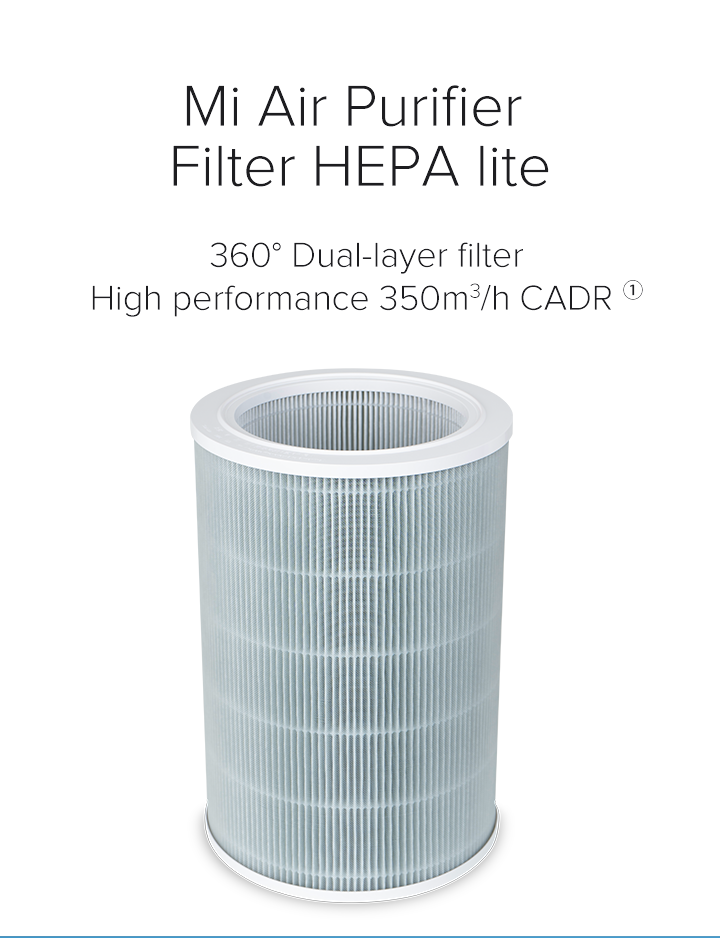 Mi Air Purifier
Filter HEPA lite
360° Dual-layer filter
High performance 350m³/h CADR ①